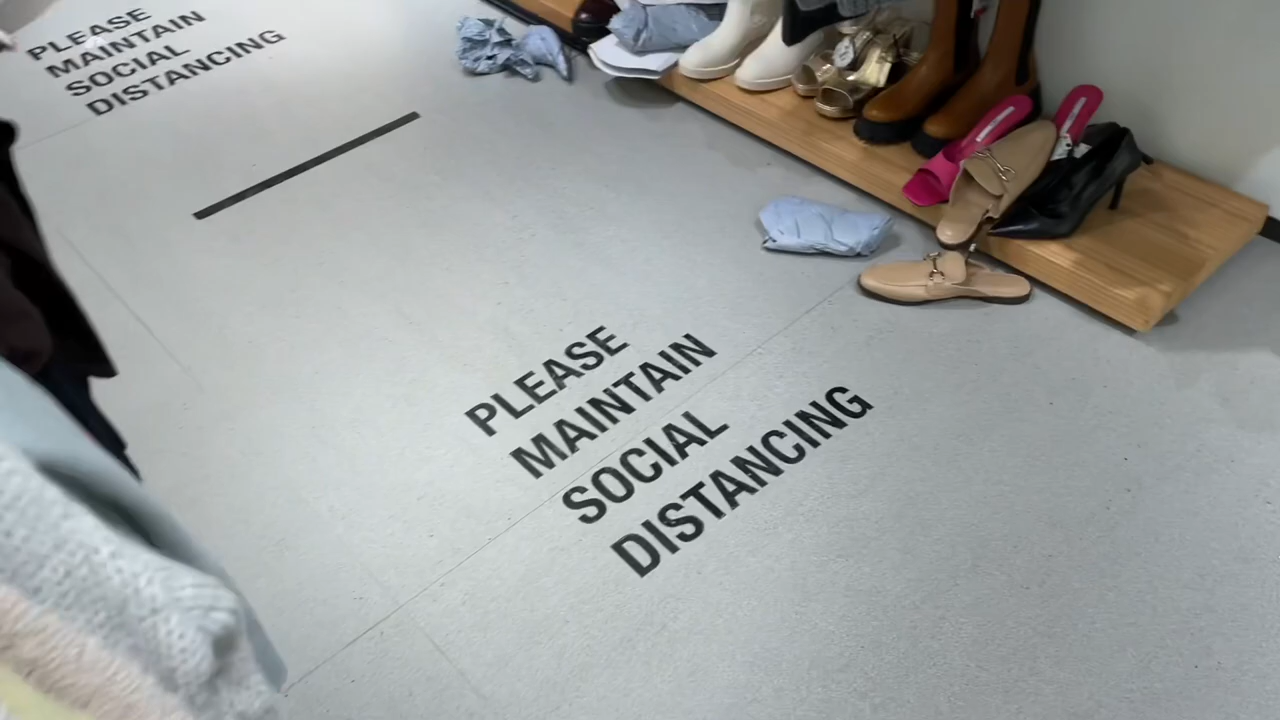 PLEASE
MAINTAIN
SOCIAL
DISTANCING
PLEASE
MAINTAIN
SOCIAL
DISTANCING